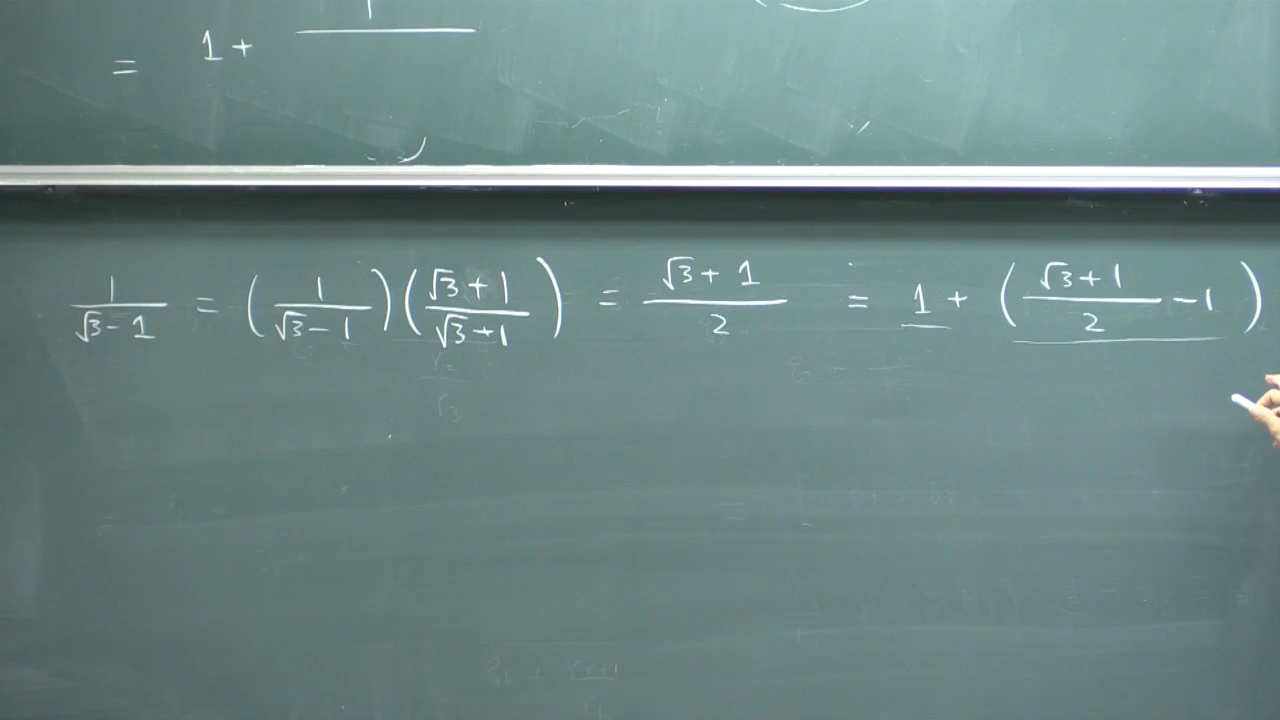 = 1 + 1/
1/(√3 - 1) = (1/(√3 - 1)) ((√3 + 1)/(√3 + 1)) = (√3 + 1)/2 = 1 + ((√3 + 1)/2 - 1)